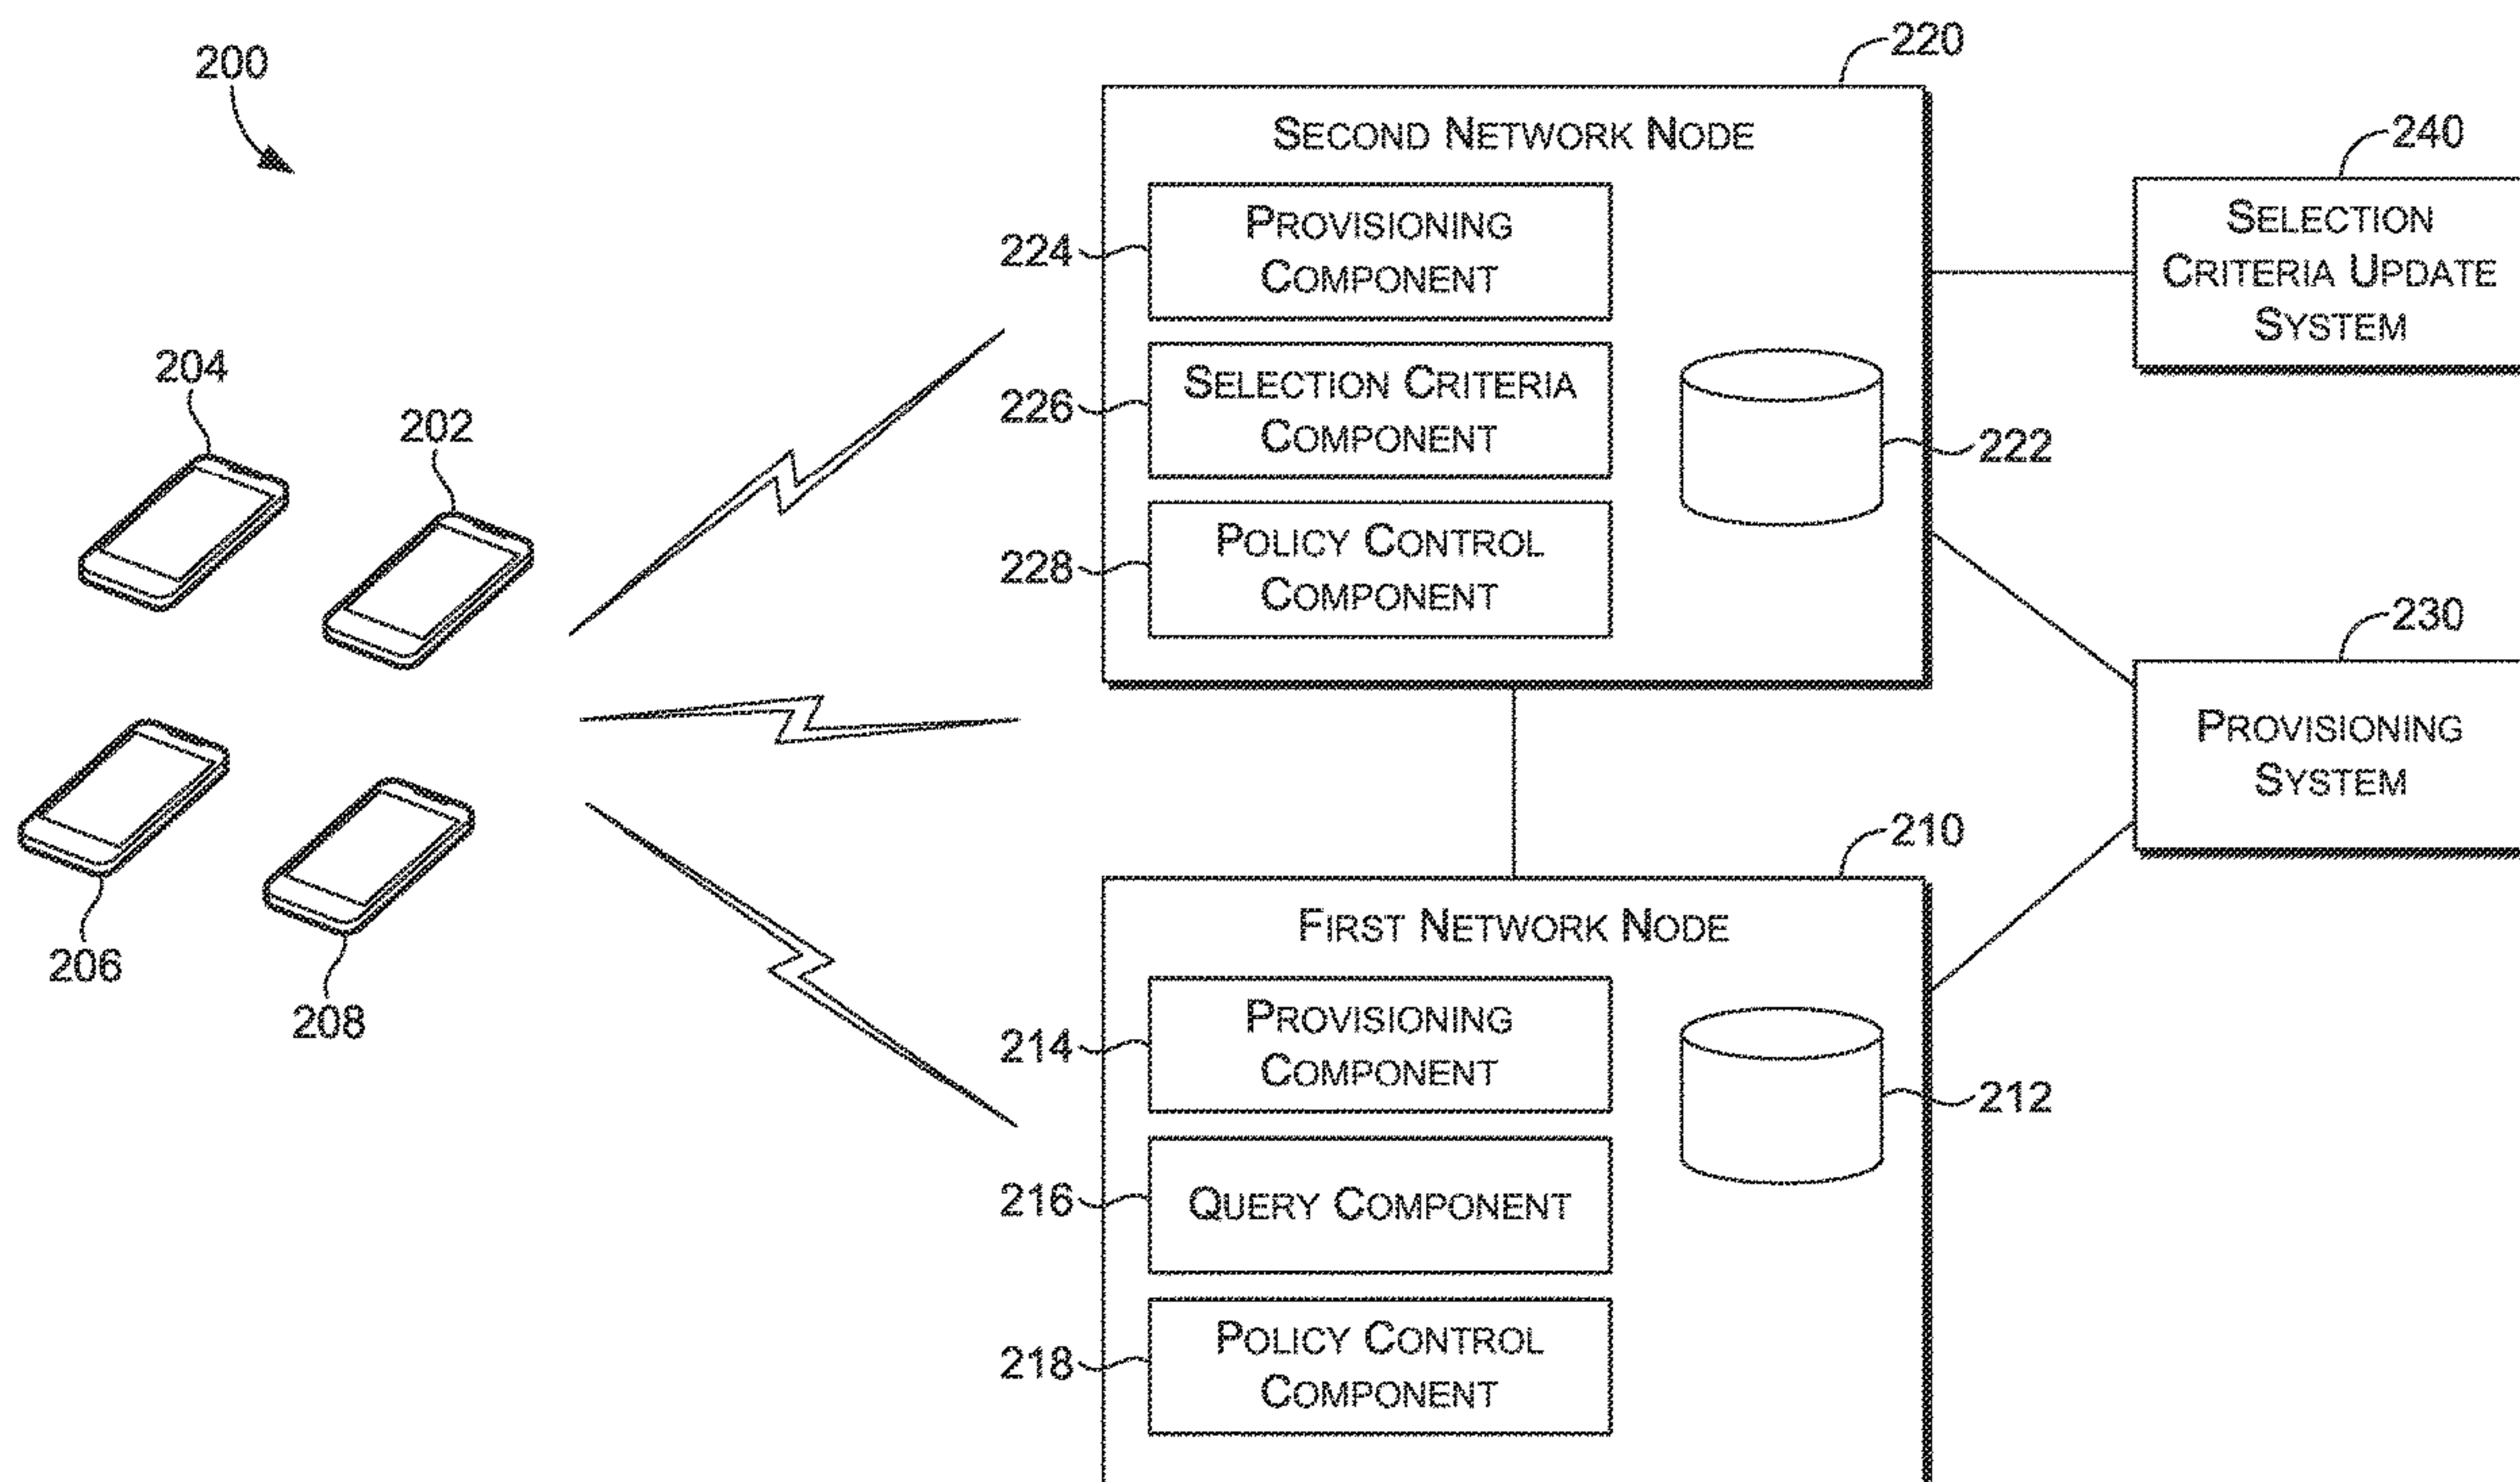 200
204
202
206
208
220
SECOND NETWORK NODE
224
PROVISIONING
COMPONENT
226
SELECTION CRITERIA
COMPONENT
228
POLICY CONTROL
COMPONENT
222
240
SELECTION
CRITERIA UPDATE
SYSTEM
230
PROVISIONING
SYSTEM
210
FIRST NETWORK NODE
214
PROVISIONING
COMPONENT
216
QUERY COMPONENT
218
POLICY CONTROL
COMPONENT
212